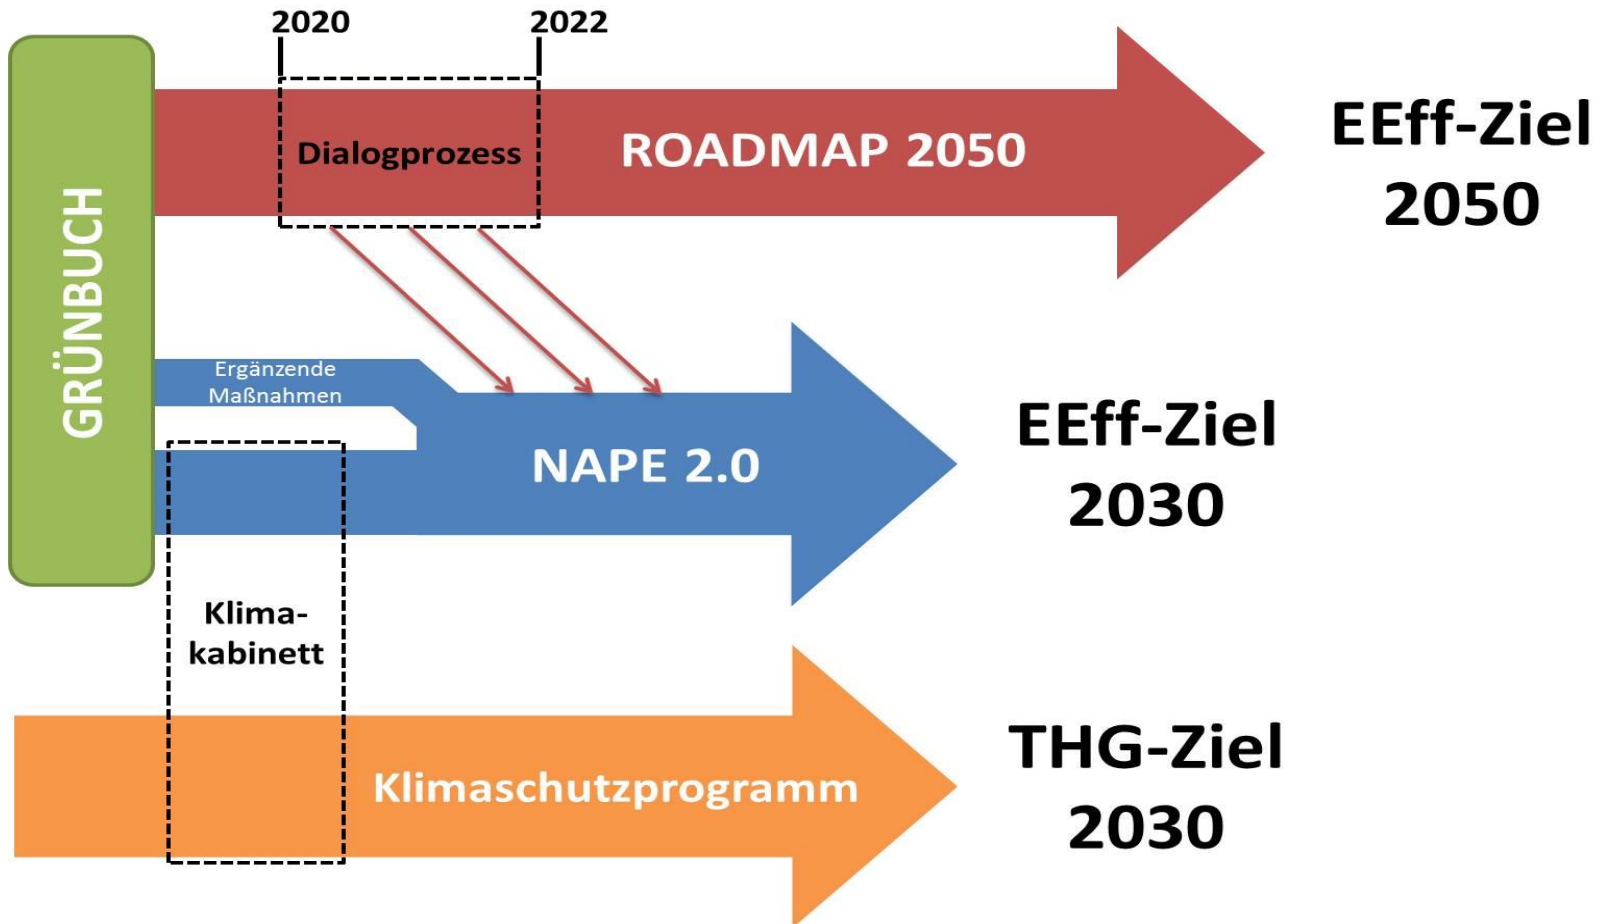 2020
2022
GRÜNBUCH
Dialogprozess
ROADMAP 2050
EEff-Ziel
2050
Ergänzende
Maßnahmen
NAPE 2.0
EEff-Ziel
2030
Klima-
kabinett
Klimaschutzprogramm
THG-Ziel
2030